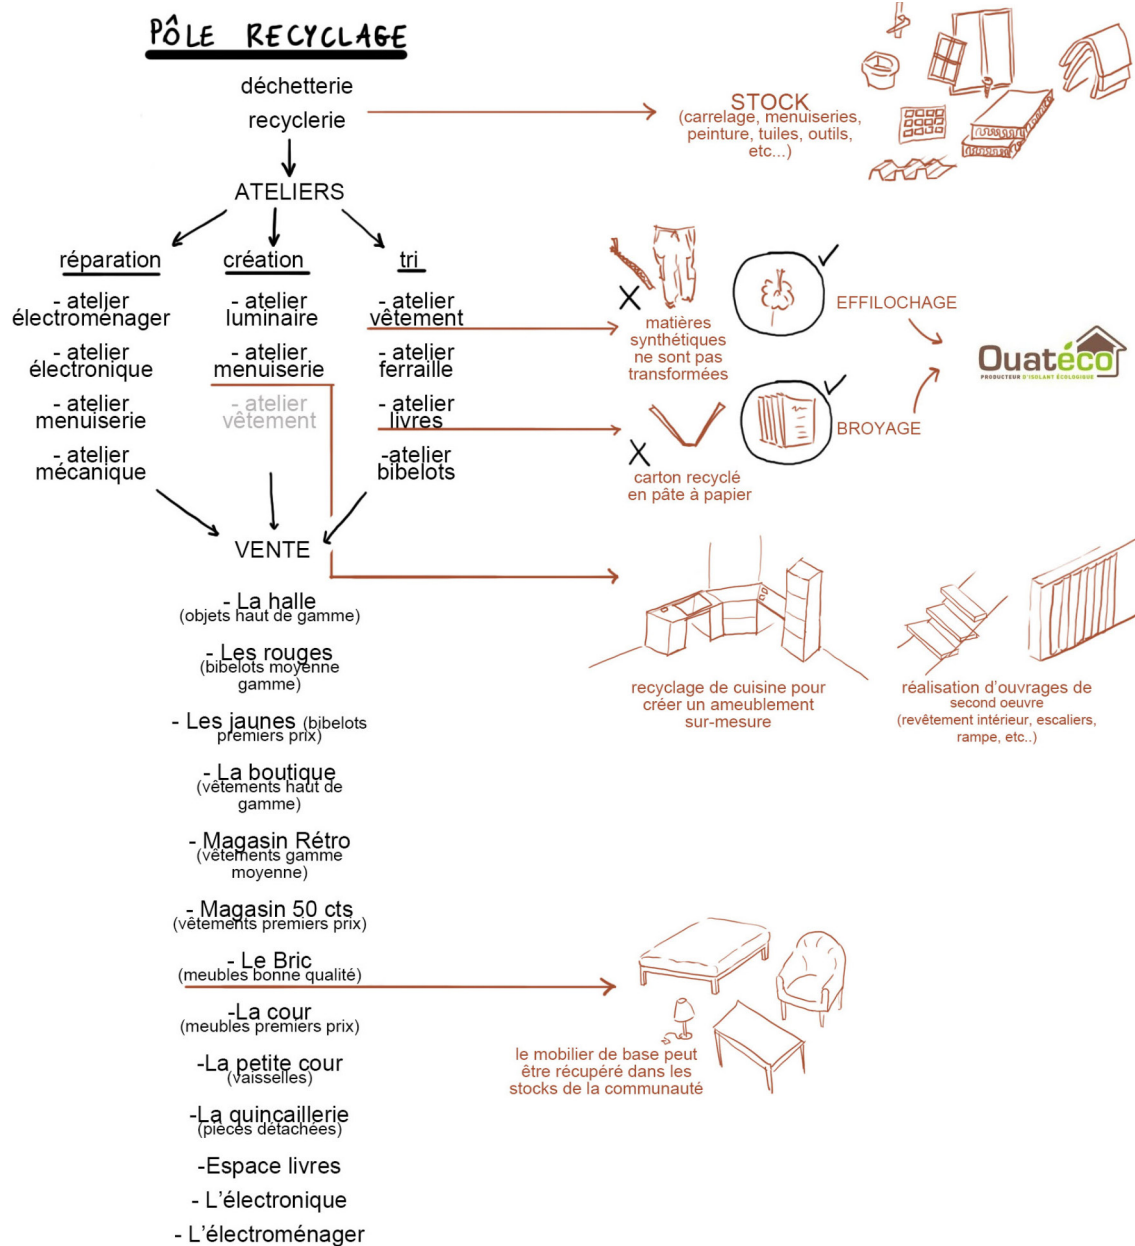 PÔLE RECYCLAGE
déchetterie
recyclerie
STOCK
(carrelage, menuiseries,
peinture, tuiles, outils,
etc...)
ATELIERS
réparation
- atelier
électroménager
- atelier
électronique
- atelier
menuiserie
- atelier
mécanique
création
- atelier
luminaire
- atelier
menuiserie
- atelier
vêtement
tri
- atelier
vêtement
- atelier
ferraille
- atelier
livres
-atelier
bibelots
matières
synthétiques
ne sont pas
transformées
EFFILOCHAGE
carton recyclé
en pâte à papier
BROYAGE
Ouatéco
PRODUCTEUR D'ISOLANT ÉCOLOGIQUE
VENTE
- La halle
(objets haut de gamme)
- Les rouges
(bibelots moyenne
gamme)
- Les jaunes (bibelots
premiers prix)
- La boutique
(vêtements haut de
gamme)
- Magasin Rétro
(vêtements gamme
moyenne)
- Magasin 50 cts
(vêtements premiers prix)
- Le Bric
(meubles bonne qualité)
-La cour
(meubles premiers prix)
-La petite cour
(vaisselles)
-La quincaillerie
(pièces détachées)
-Espace livres
- L'électronique
- L'électroménager
recyclage de cuisine pour
créer un ameublement
sur-mesure
réalisation d'ouvrages de
second oeuvre
(revêtement intérieur, escaliers,
rampe, etc..)
le mobilier de base peut
être récupéré dans les
stocks de la communauté